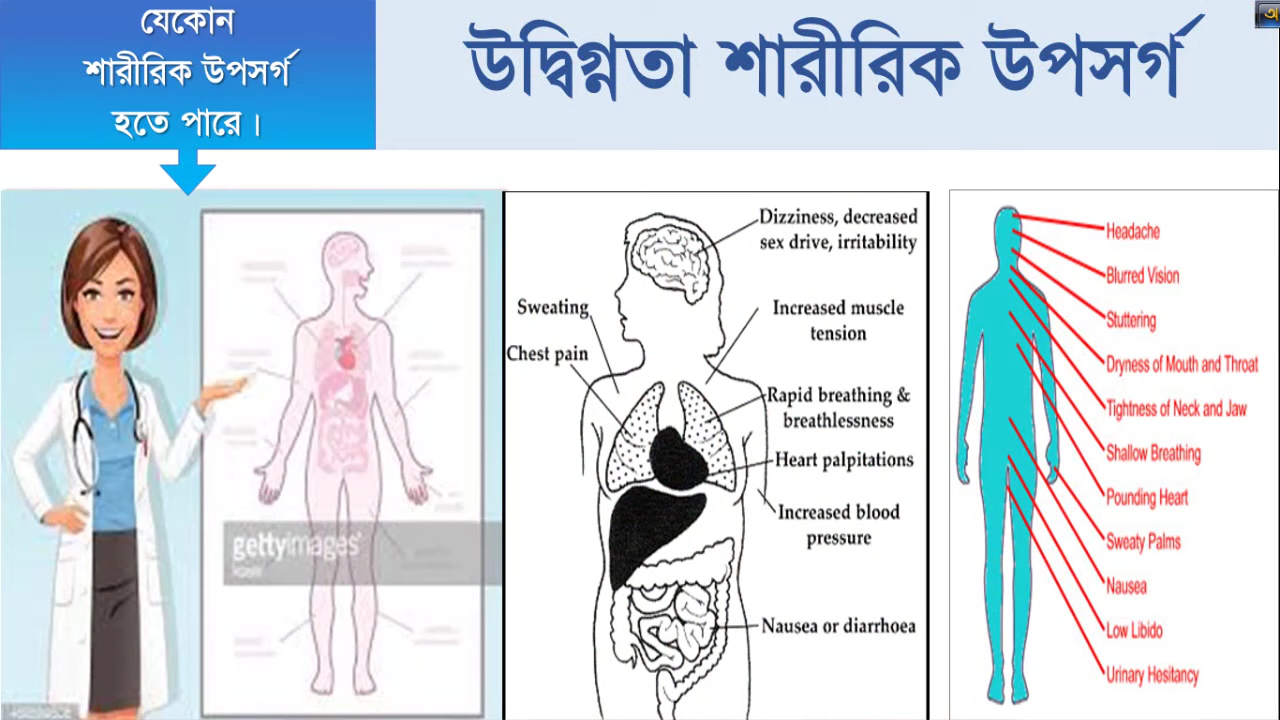 যেকোন
শারীরিক উপসর্গ
হতে পারে।
উদ্বিগ্নতা শারীরিক উপসর্গ
gettyimages
Dizziness, decreased
sex drive, irritability
Sweating
Increased muscle
tension
Chest pain
Rapid breathing &
breathlessness
Heart palpitations
Increased blood
pressure
Nausea or diarrhoea
Headache
Blurred Vision
Stuttering
Dryness of Mouth and Throat
Tightness of Neck and Jaw
Shallow Breathing
Pounding Heart
Sweaty Palms
Nausea
Low Libido
Urinary Hesitancy